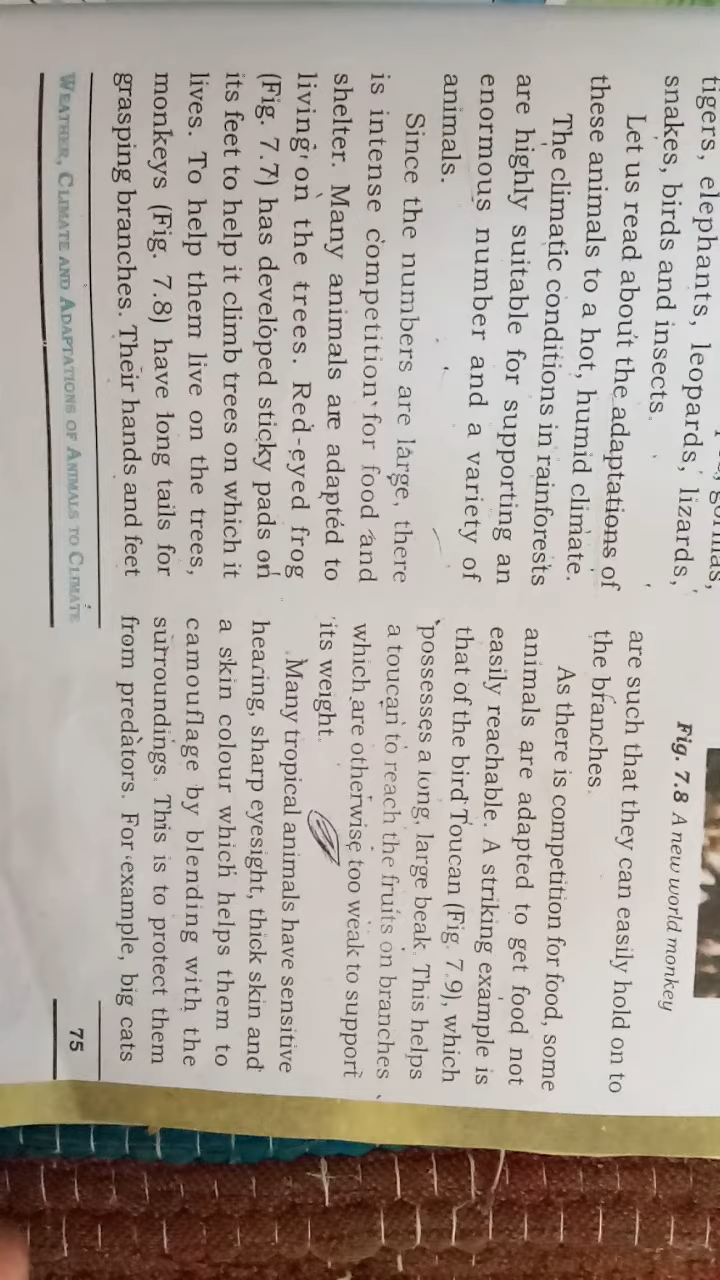 tigers, elephants, leopards, lizards,
snakes, birds and insects.
Let us read about the adaptations of
these animals to a hot, humid climate.
The climatic conditions in rainforests
are highly suitable for supporting an
enormous number and a variety of
animals.
Since the numbers are large, there
is intense competition for food and
shelter. Many animals are adapted to
living on the trees. Red-eyed frog
(Fig. 7.7) has developed sticky pads on
its feet to help it climb trees on which it
lives. To help them live on the trees,
monkeys (Fig. 7.8) have long tails for
grasping branches. Their hands and feet
Fig. 7.8 A new world monkey
are such that they can easily hold on to
the branches.
As there is competition for food, some
animals are adapted to get food not
easily reachable. A striking example is
that of the bird Toucan (Fig. 7.9), which
possesses a long, large beak. This helps
a toucan to reach the fruits on branches
which are otherwise too weak to support
its weight.
Many tropical animals have sensitive
hearing, sharp eyesight, thick skin and
a skin colour which helps them to
camouflage by blending with the
surroundings. This is to protect them
from predators. For example, big cats
WEATHER, CLIMATE AND ADAPTATIONS OF ANIMALS TO CLIMATE
75